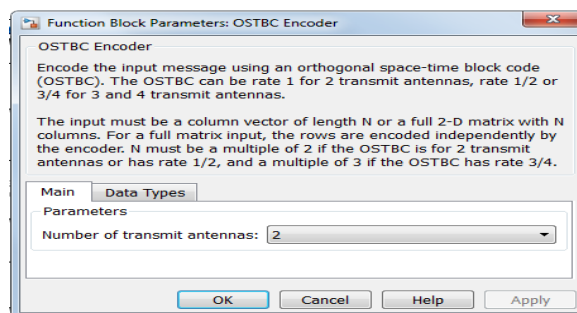 Function Block Parameters: OSTBC Encoder
OSTBC Encoder
Encode the input message using an orthogonal space-time block code
(OSTBC). The OSTBC can be rate 1 for 2 transmit antennas, rate 1/2 or
3/4 for 3 and 4 transmit antennas.
The input must be a column vector of length N or a full 2-D matrix with N
columns. For a full matrix input, the rows are encoded independently by
the encoder. N must be a multiple of 2 if the OSTBC is for 2 transmit
antennas or has rate 1/2, and a multiple of 3 if the OSTBC has rate 3/4.
Main Data Types
Parameters
Number of transmit antennas: 2
OK Cancel Help Apply